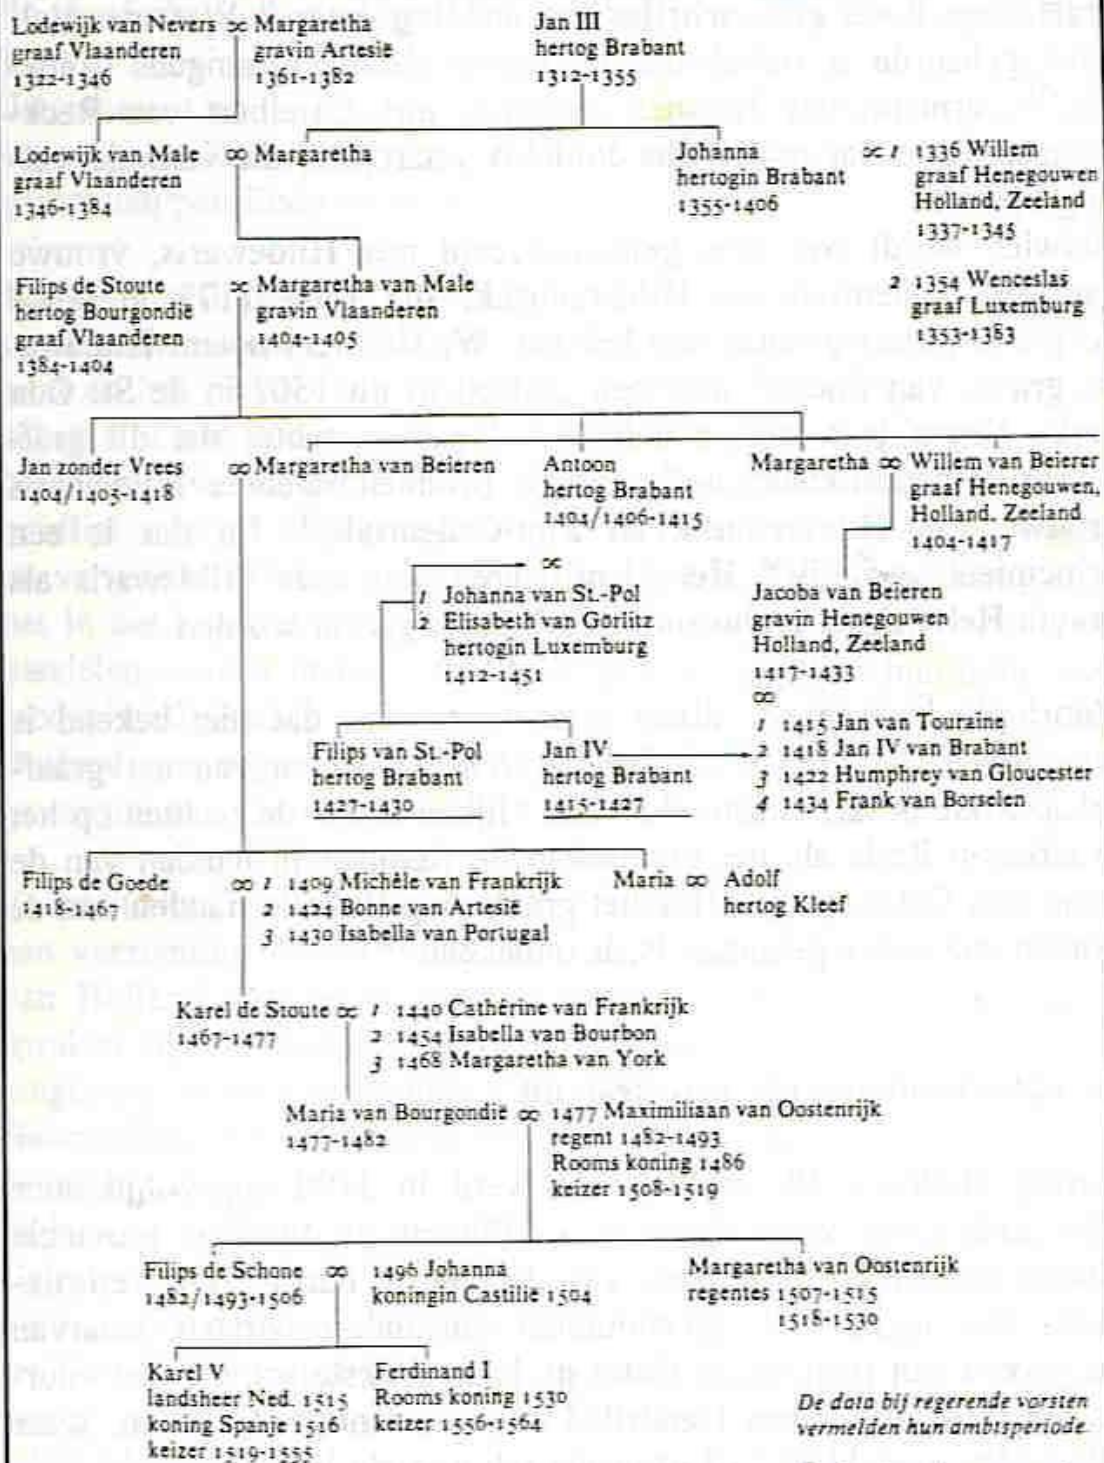 Lodewijk van Nevers ∞ Margaretha
graaf Vlaanderen
1322-1346
gravin Artesië
1361-1382
Jan III
hertog Brabant
1312-1355
Lodewijk van Male ∞ Margaretha
graaf Vlaanderen
1346-1384
Johanna
hertogin Brabant
1355-1406
∞ 1 1336 Willem
graaf Henegouwen
Holland, Zeeland
1337-1345
2 1354 Wenceslas
graaf Luxemburg
1353-1383
Filips de Stoute ∞ Margaretha van Male
hertog Bourgondië
graaf Vlaanderen
1384-1404
gravin Vlaanderen
1404-1405
Jan zonder Vrees ∞ Margaretha van Beieren
1404/1405-1418
Antoon
hertog Brabant
1404/1406-1415
Margaretha ∞ Willem van Beierer
graaf Henegouwen,
Holland, Zeeland
1404-1417
∞
1 Johanna van St.-Pol
2 Elisabeth van Görlitz
hertogin Luxemburg
1412-1451
Jacoba van Beieren
gravin Henegouwen
Holland, Zeeland
1417-1433
∞
1 1415 Jan van Touraine
2 1418 Jan IV van Brabant
3 1422 Humphrey van Gloucester
4 1434 Frank van Borselen
Filips van St.-Pol
hertog Brabant
1427-1430
Jan IV
hertog Brabant
1415-1427
Filips de Goede
1418-1467
∞ 1 1409 Michèle van Frankrijk
2 1424 Bonne van Artesië
3 1430 Isabella van Portugal
Maria ∞ Adolf
hertog Kleef
Karel de Stoute ∞ 1 1440 Cathérine van Frankrijk
1467-1477
2 1454 Isabella van Bourbon
3 1468 Margaretha van York
Maria van Bourgondië ∞ 1477 Maximiliaan van Oostenrijk
1477-1482
regent 1482-1493
Rooms koning 1486
keizer 1508-1519
Filips de Schone ∞ 1496 Johanna
1482/1493-1506
koningin Castilië 1504
Margaretha van Oostenrijk
regentes 1507-1515
1518-1530
Karel V
landsheer Ned. 1515
koning Spanje 1516
keizer 1519-1555
Ferdinand I
Rooms koning 1530
keizer 1556-1564
De data bij regerende vorsten
vermelden hun ambtsperiode